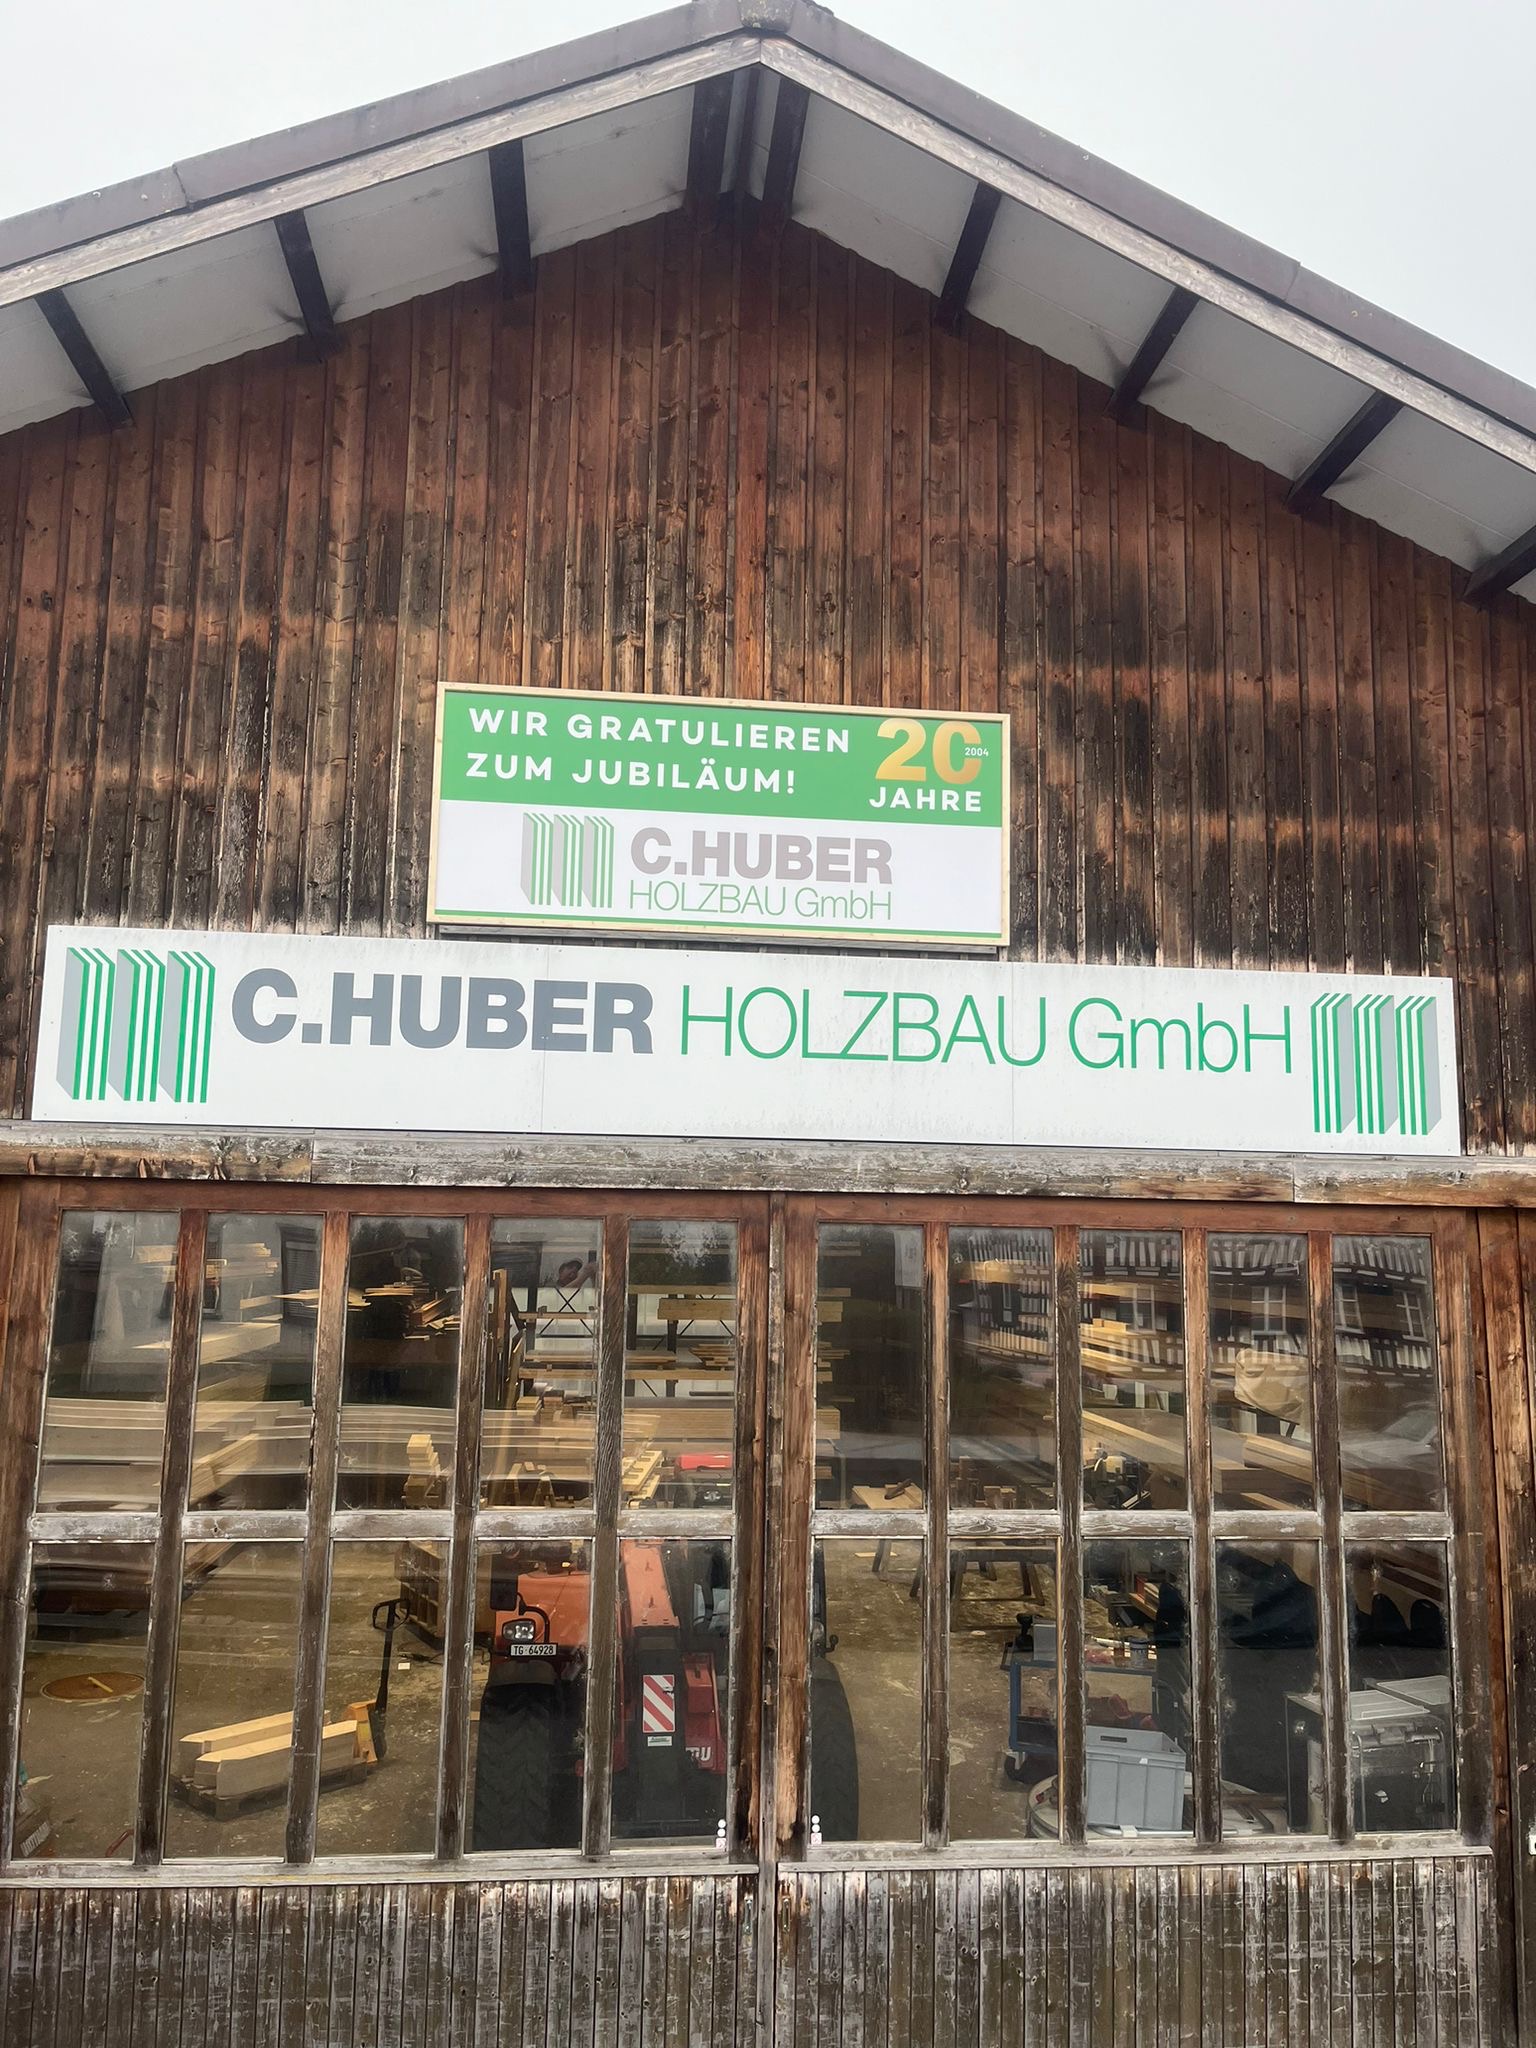 WIR GRATULIEREN
ZUM JUBILÄUM!
20
2004
JAHRE
C.HUBER
HOLZBAU GmbH
C.HUBER HOLZBAU GmbH
TG·64928